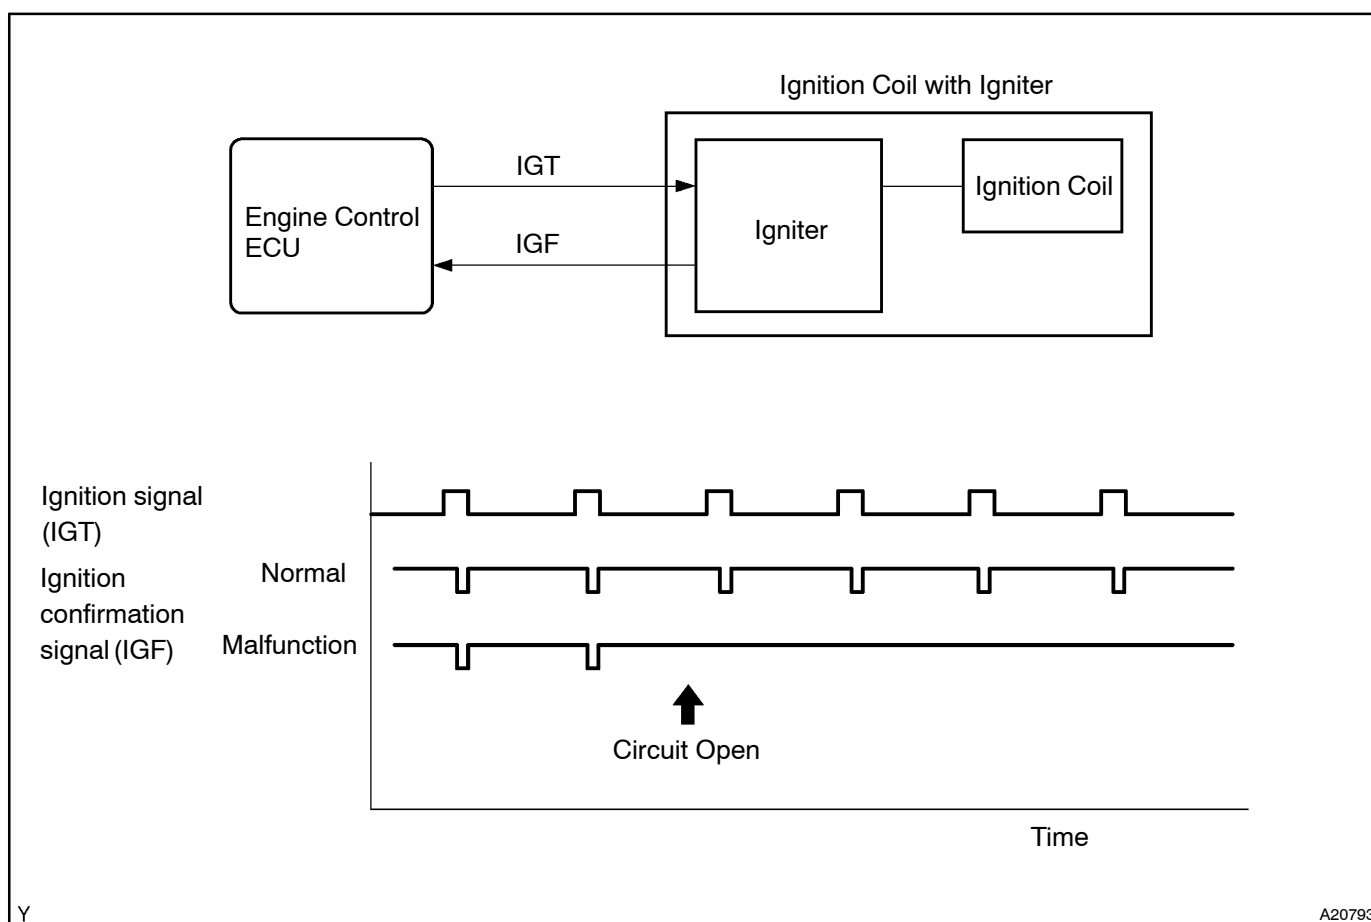 Ignition Coil with Igniter
IGT
Engine Control
ECU
IGF
Igniter
Ignition Coil
Ignition signal
(IGT)
Ignition
confirmation
signal (IGF)
Normal
Malfunction
Circuit Open
Time
Y
A20793